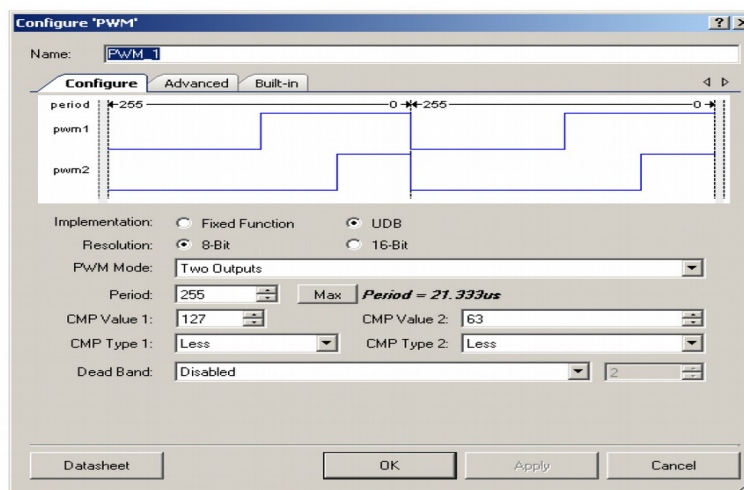 Configure 'PWM'
Name: PWM_1
Configure Advanced Built-in
period 255 0 255 0
pwm1
pwm2
Implementation: Fixed Function UDB
Resolution: 8-Bit 16-Bit
PWM Mode: Two Outputs
Period: 255 Max Period = 21.333us
CMP Value 1: 127 CMP Value 2: 63
CMP Type 1: Less CMP Type 2: Less
Dead Band: Disabled 2
Datasheet OK Apply Cancel